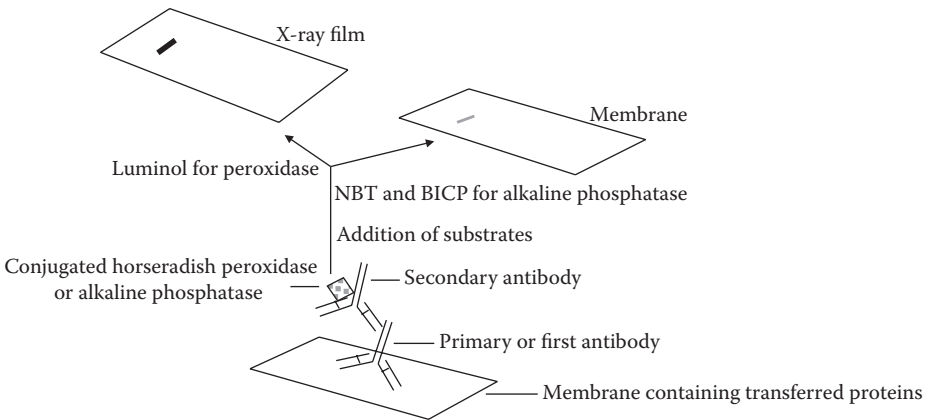 X-ray film
Membrane
Luminol for peroxidase
NBT and BICP for alkaline phosphatase
Addition of substrates
Conjugated horseradish peroxidase
or alkaline phosphatase
Secondary antibody
Primary or first antibody
Membrane containing transferred proteins